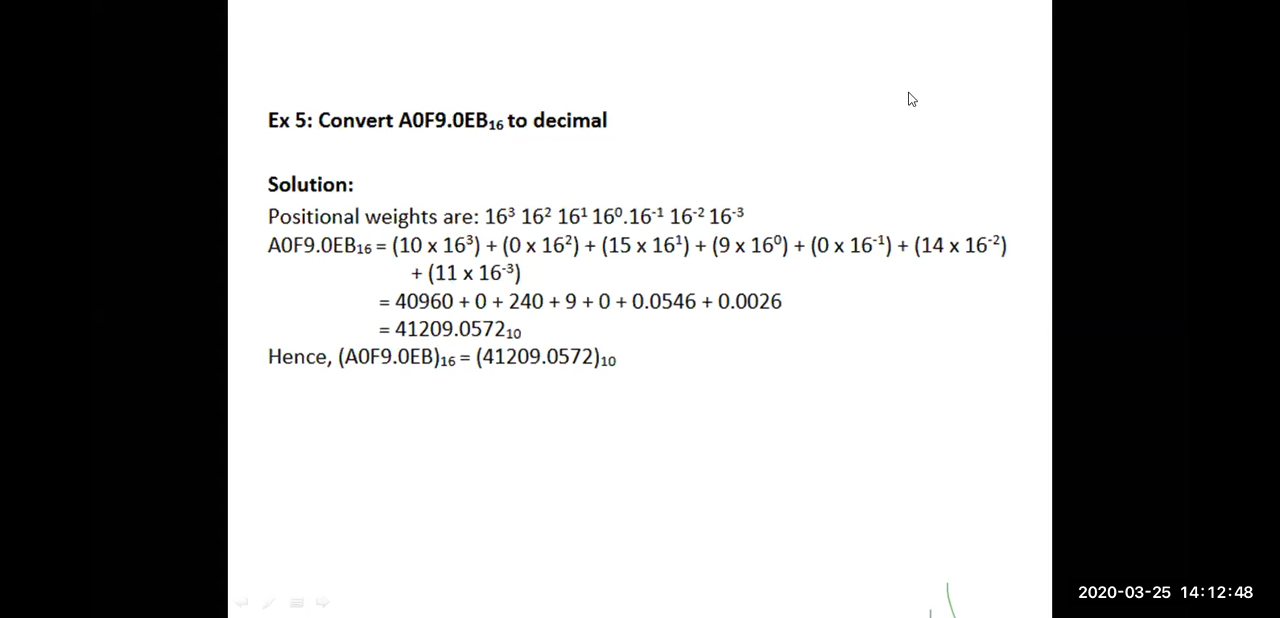 Ex 5: Convert A0F9.0EB₁₆ to decimal
Solution:
Positional weights are: 16³ 16² 16¹ 16⁰.16⁻¹ 16⁻² 16⁻³
A0F9.0EB₁₆ = (10 x 16³) + (0 x 16²) + (15 x 16¹) + (9 x 16⁰) + (0 x 16⁻¹) + (14 x 16⁻²)
+ (11 x 16⁻³)
= 40960 + 0 + 240 + 9 + 0 + 0.0546 + 0.0026
= 41209.0572₁₀
Hence, (A0F9.0EB)₁₆ = (41209.0572)₁₀
2020-03-25 14:12:48